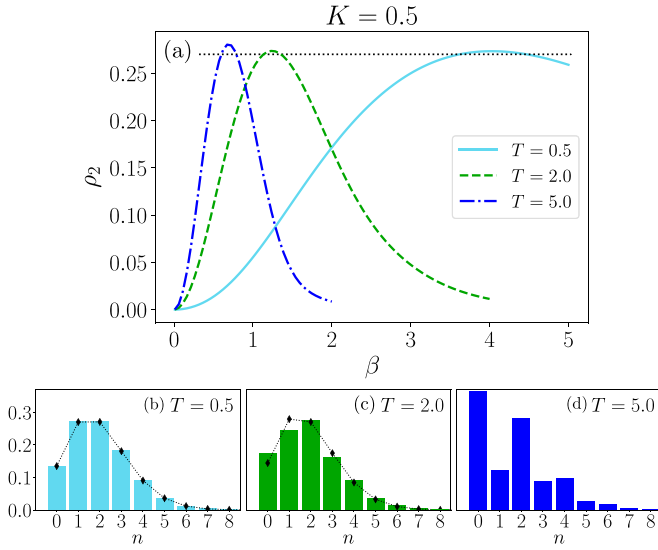 K = 0.5
(a)
ρ₂
0.25
0.20
0.15
0.10
0.05
0.00
T = 0.5
T = 2.0
T = 5.0
0 1 2 3 4 5
β
(b) T = 0.5
(c) T = 2.0
(d) T = 5.0
0.3
0.2
0.1
0.0
0 1 2 3 4 5 6 7 8
0 1 2 3 4 5 6 7 8
0 1 2 3 4 5 6 7 8
n
n
n